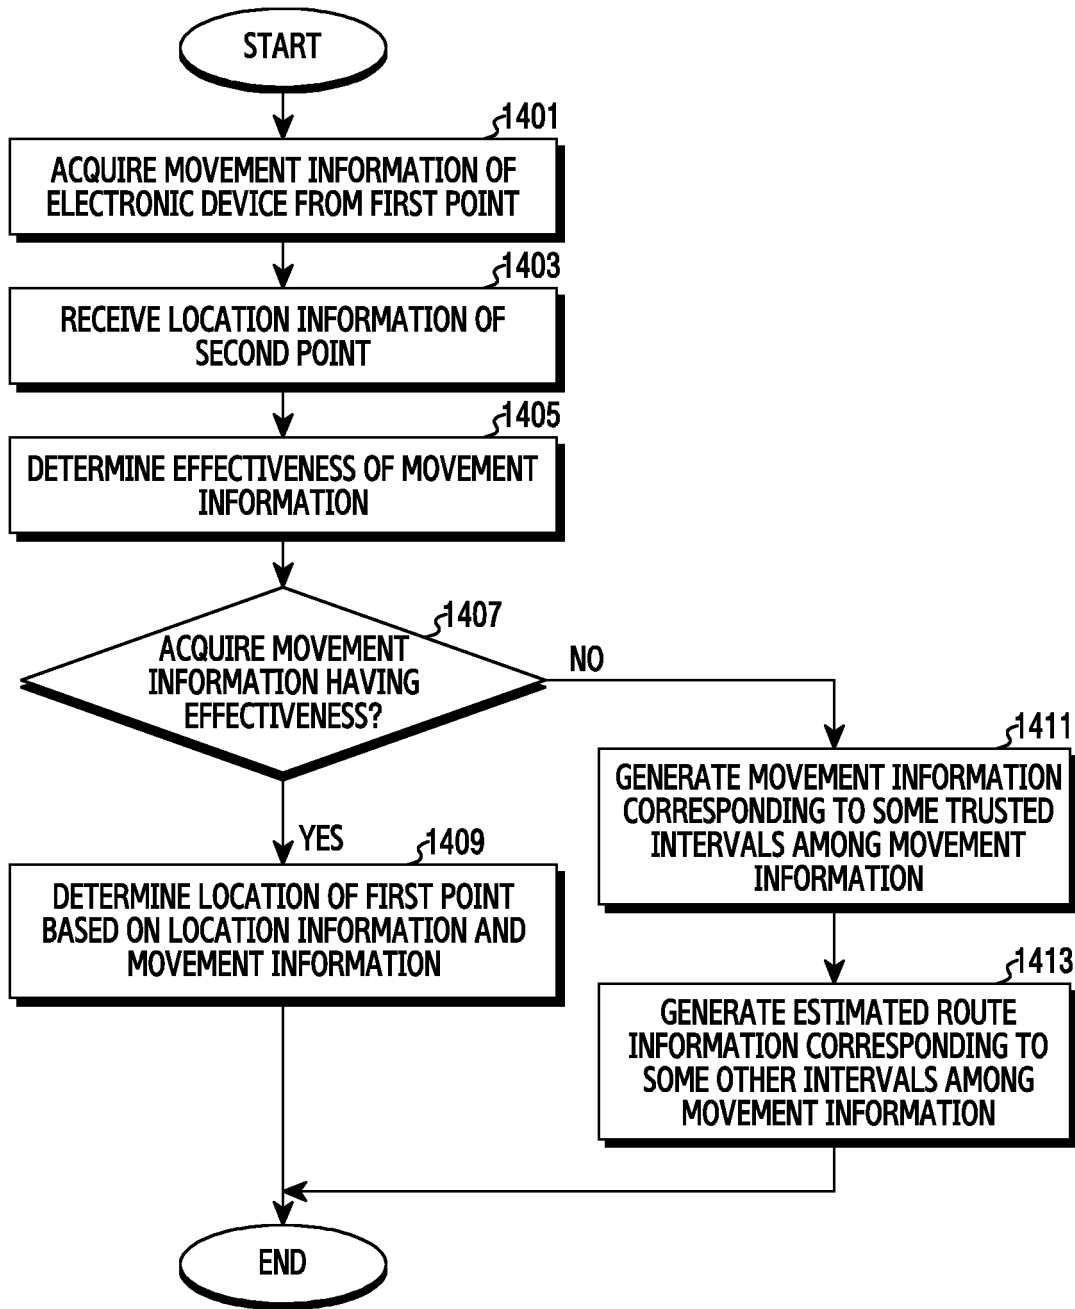 START
1401
ACQUIRE MOVEMENT INFORMATION OF
ELECTRONIC DEVICE FROM FIRST POINT
1403
RECEIVE LOCATION INFORMATION OF
SECOND POINT
1405
DETERMINE EFFECTIVENESS OF MOVEMENT
INFORMATION
1407
ACQUIRE MOVEMENT
INFORMATION HAVING
EFFECTIVENESS?
NO
YES
1409
DETERMINE LOCATION OF FIRST POINT
BASED ON LOCATION INFORMATION AND
MOVEMENT INFORMATION
1411
GENERATE MOVEMENT INFORMATION
CORRESPONDING TO SOME TRUSTED
INTERVALS AMONG MOVEMENT
INFORMATION
1413
GENERATE ESTIMATED ROUTE
INFORMATION CORRESPONDING TO
SOME OTHER INTERVALS AMONG
MOVEMENT INFORMATION
END